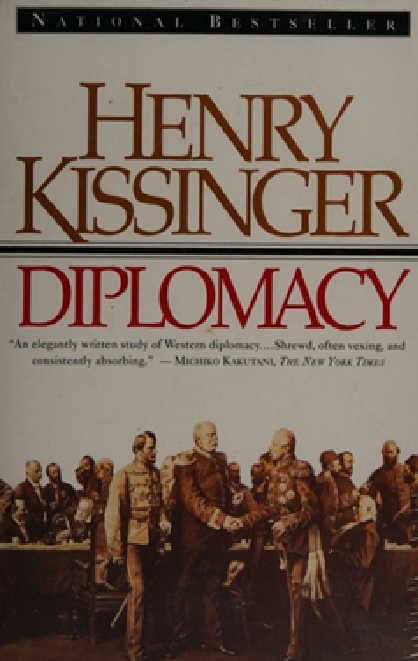 NATIONAL BESTSELLER
HENRY
KISSINGER
DIPLOMACY
"An elegantly written study of Western diplomacy....Shrewd, often vexing, and
consistently absorbing." — MICHIKO KAKUTANI, THE NEW YORK TIMES